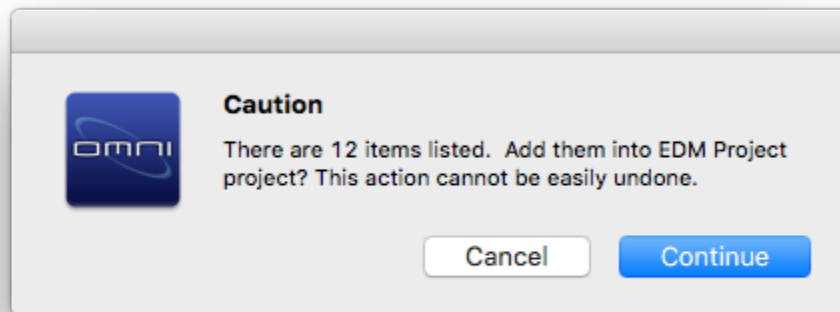 Caution
omni
There are 12 items listed.  Add them into EDM Project
project? This action cannot be easily undone.
Cancel
Continue